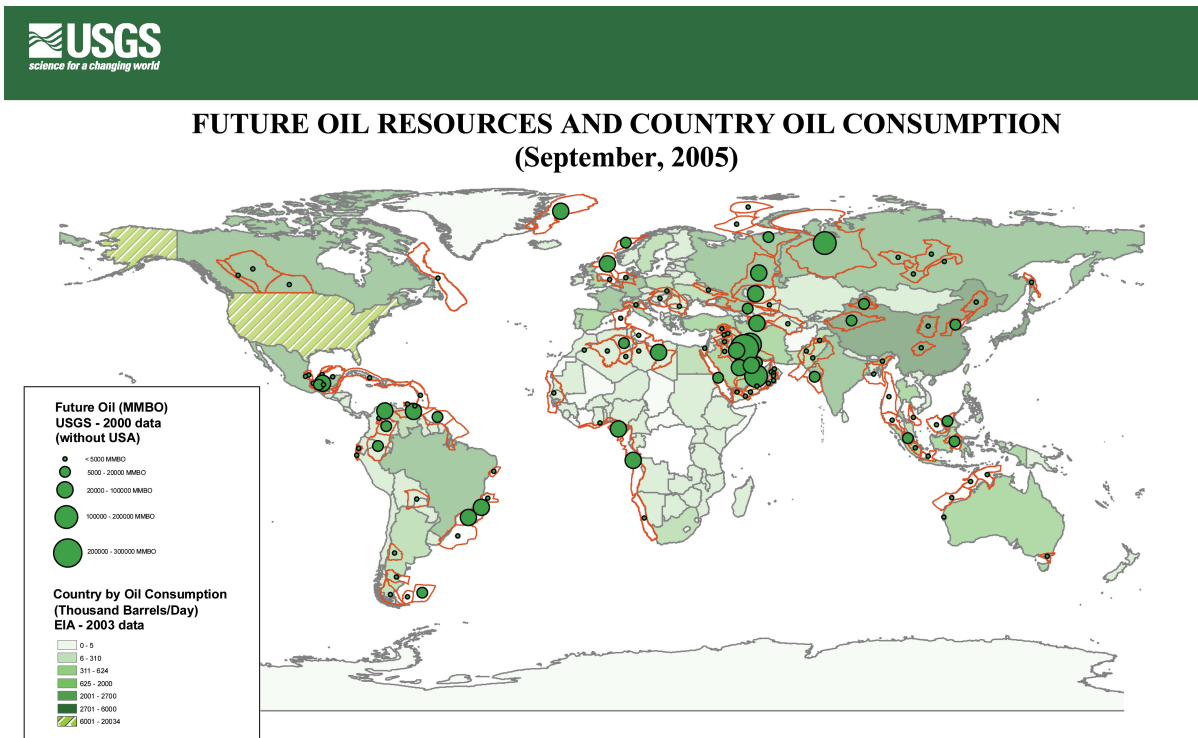 USGS
science for a changing world
FUTURE OIL RESOURCES AND COUNTRY OIL CONSUMPTION
(September, 2005)
Future Oil (MMBO)
USGS - 2000 data
(without USA)
< 5000 MMBO
5000 - 20000 MMBO
20000 - 100000 MMBO
100000 - 200000 MMBO
200000 - 300000 MMBO
Country by Oil Consumption
(Thousand Barrels/Day)
EIA - 2003 data
0 - 5
6 - 310
311 - 624
625 - 2000
2001 - 2700
2701 - 6000
6001 - 20034